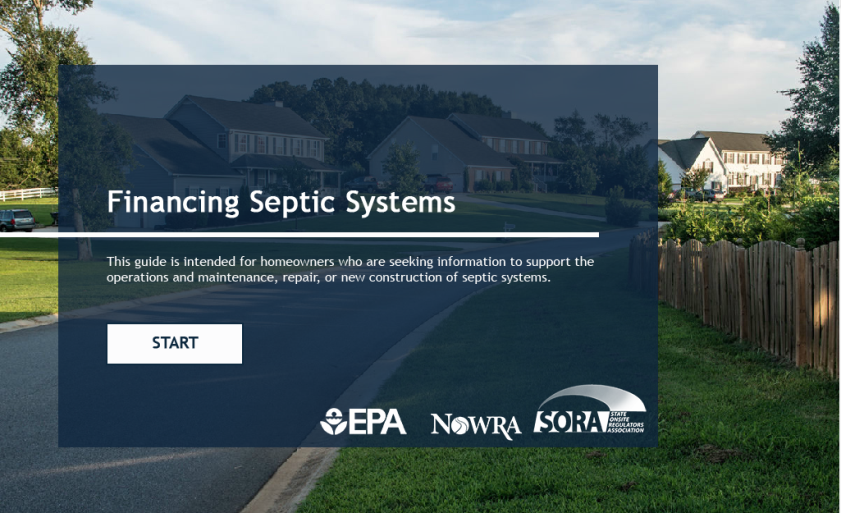 Financing Septic Systems
This guide is intended for homeowners who are seeking information to support the
operations and maintenance, repair, or new construction of septic systems.
START
EPA NOWRA SORA
STATE
ONSITE
REGULATORS
ASSOCIATION